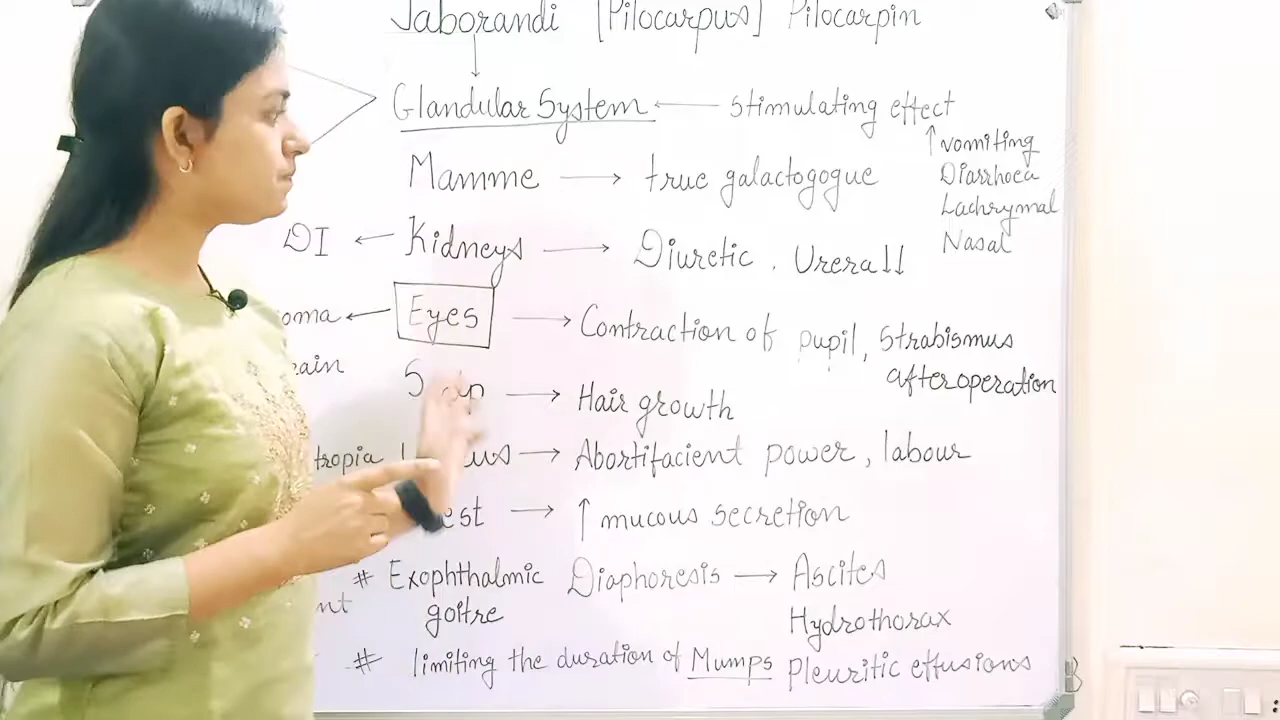 Jaborandi [Pilocarpus] Pilocarpin
Glandular System ← Stimulating effect
↑ vomiting
Diarrhoea
Lachrymal
Nasal
Mamme → true galactogogue
DI ← Kidneys → Diuretic, Urera↓↓
oma ← Eyes → Contraction of pupil, Strabismus
after operation
→ Hair growth
tropia → Abortifacient power, labour
est → ↑ mucous secretion
# Exophthalmic goitre
Diaphoresis → Ascites
Hydrothorax
Pleuritic effusions
nt
# limiting the duration of Mumps